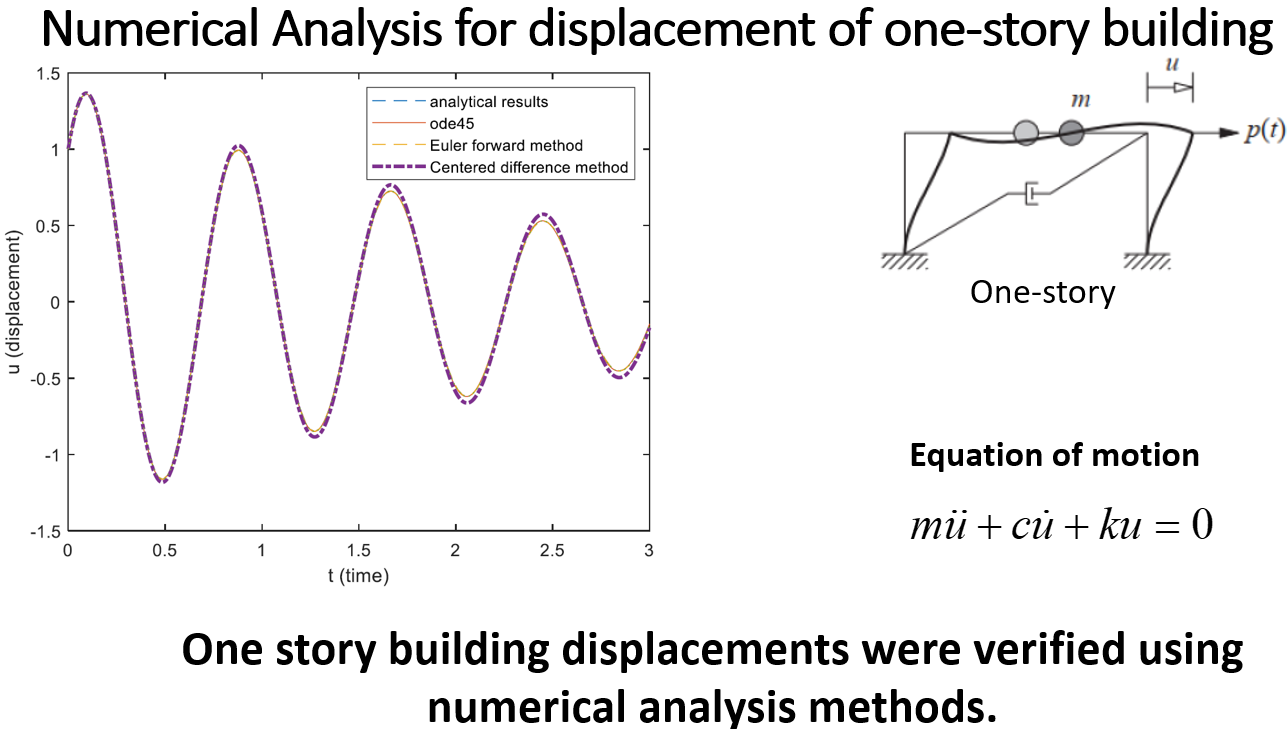 Numerical Analysis for displacement of one-story building
1.5
1
0.5
0
-0.5
-1
-1.5
u (displacement)
analytical results
ode45
Euler forward method
Centered difference method
0
0.5
1
1.5
2
2.5
3
t (time)
u
m
p(t)
One-story
Equation of motion
mü + cu̇ + ku = 0
One story building displacements were verified using
numerical analysis methods.